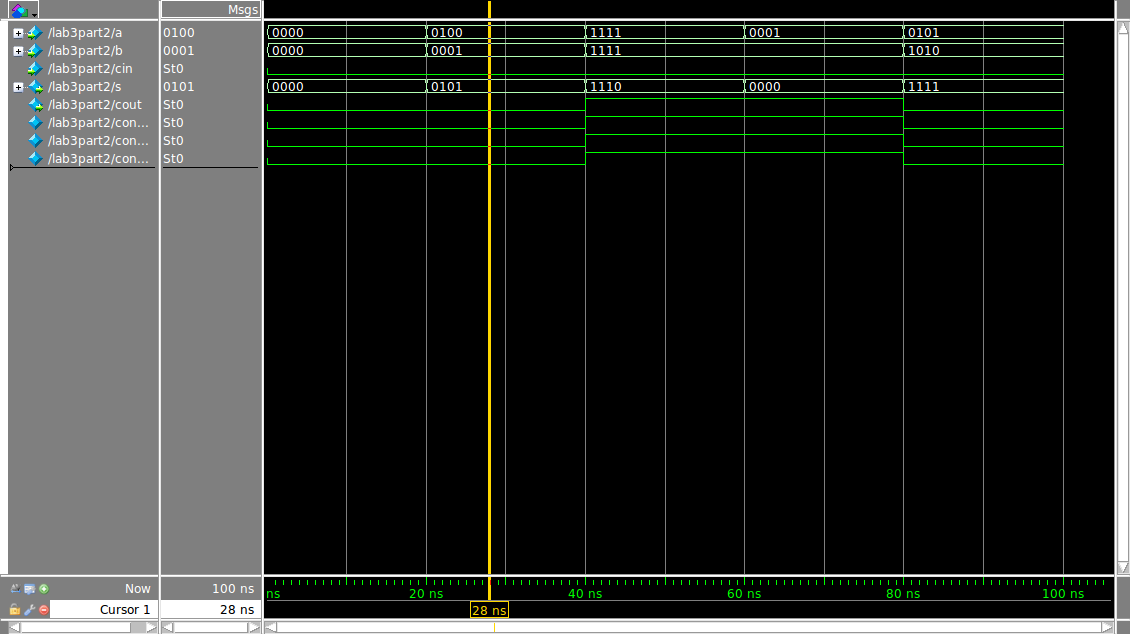 Msgs
/lab3part2/a 0100 0000 0100 1111 0001 0101
/lab3part2/b 0001 0000 0001 1111 1010
/lab3part2/cin St0
/lab3part2/s 0101 0000 0101 1110 0000 1111
/lab3part2/cout St0
/lab3part2/con... St0
/lab3part2/con... St0
/lab3part2/con... St0
Now 100 ns ns 20 ns 40 ns 60 ns 80 ns 100 ns
Cursor 1 28 ns 28 ns